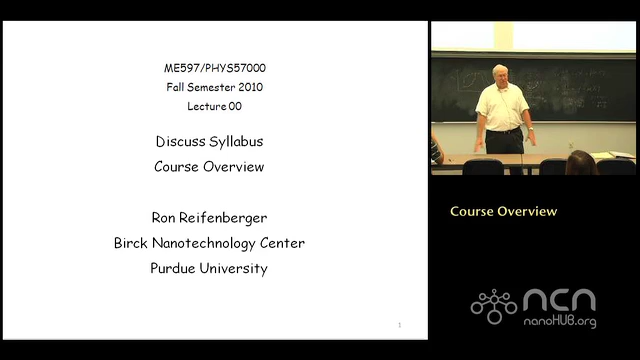 ME597/PHYS57000
Fall Semester 2010
Lecture 00
Discuss Syllabus
Course Overview
Ron Reifenberger
Birck Nanotechnology Center
Purdue University
1
Course Overview
ncn
nanoHUB.org